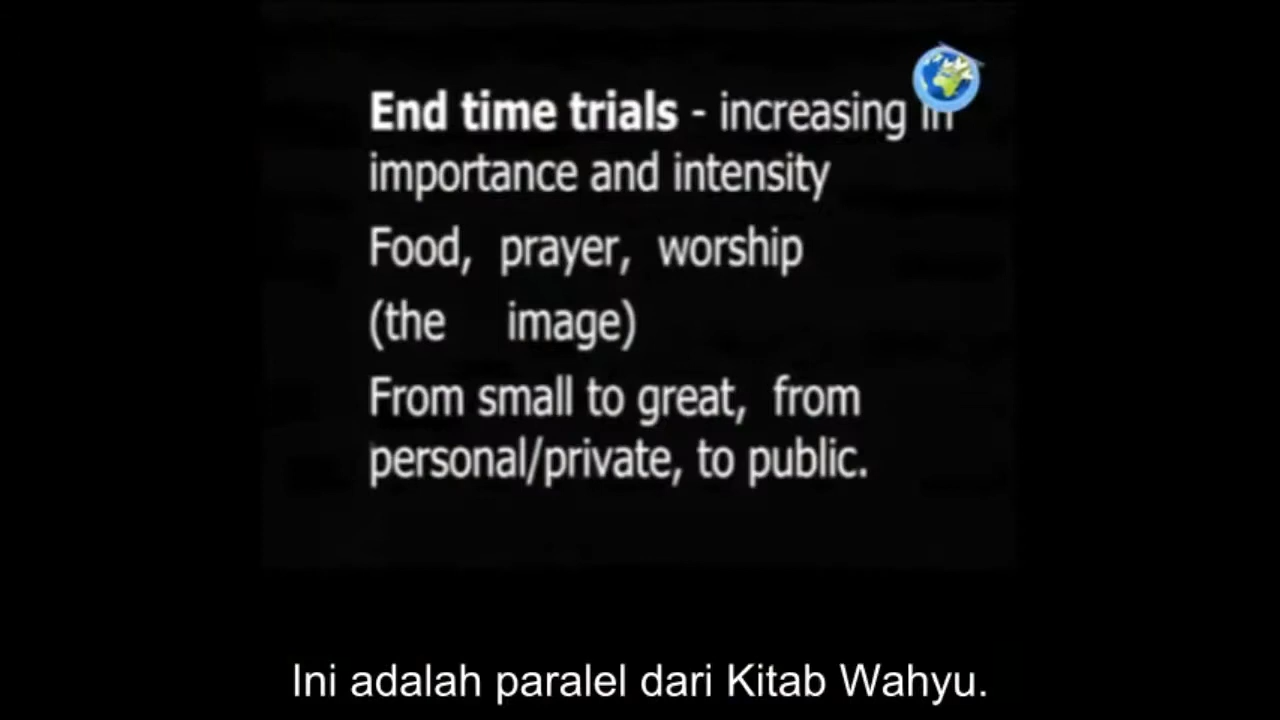 End time trials - increasing in
importance and intensity
Food, prayer, worship
(the image)
From small to great, from
personal/private, to public.
Ini adalah paralel dari Kitab Wahyu.